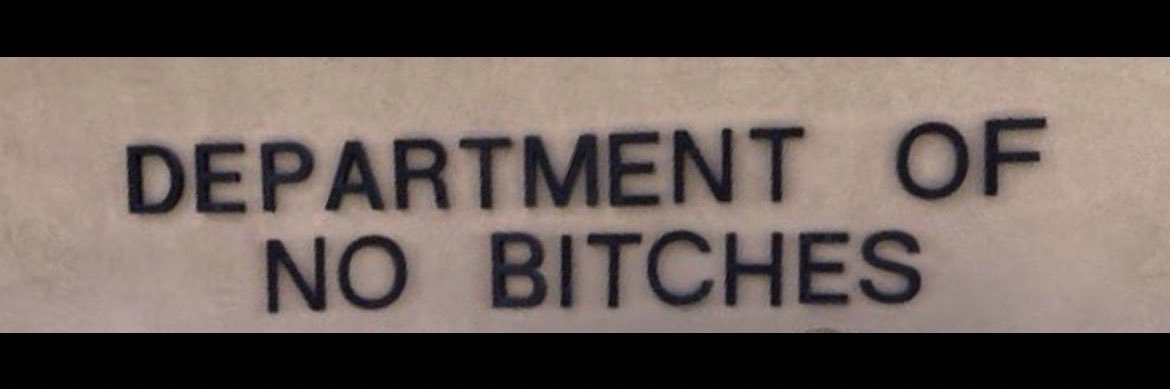 DEPARTMENT OF
NO BITCHES